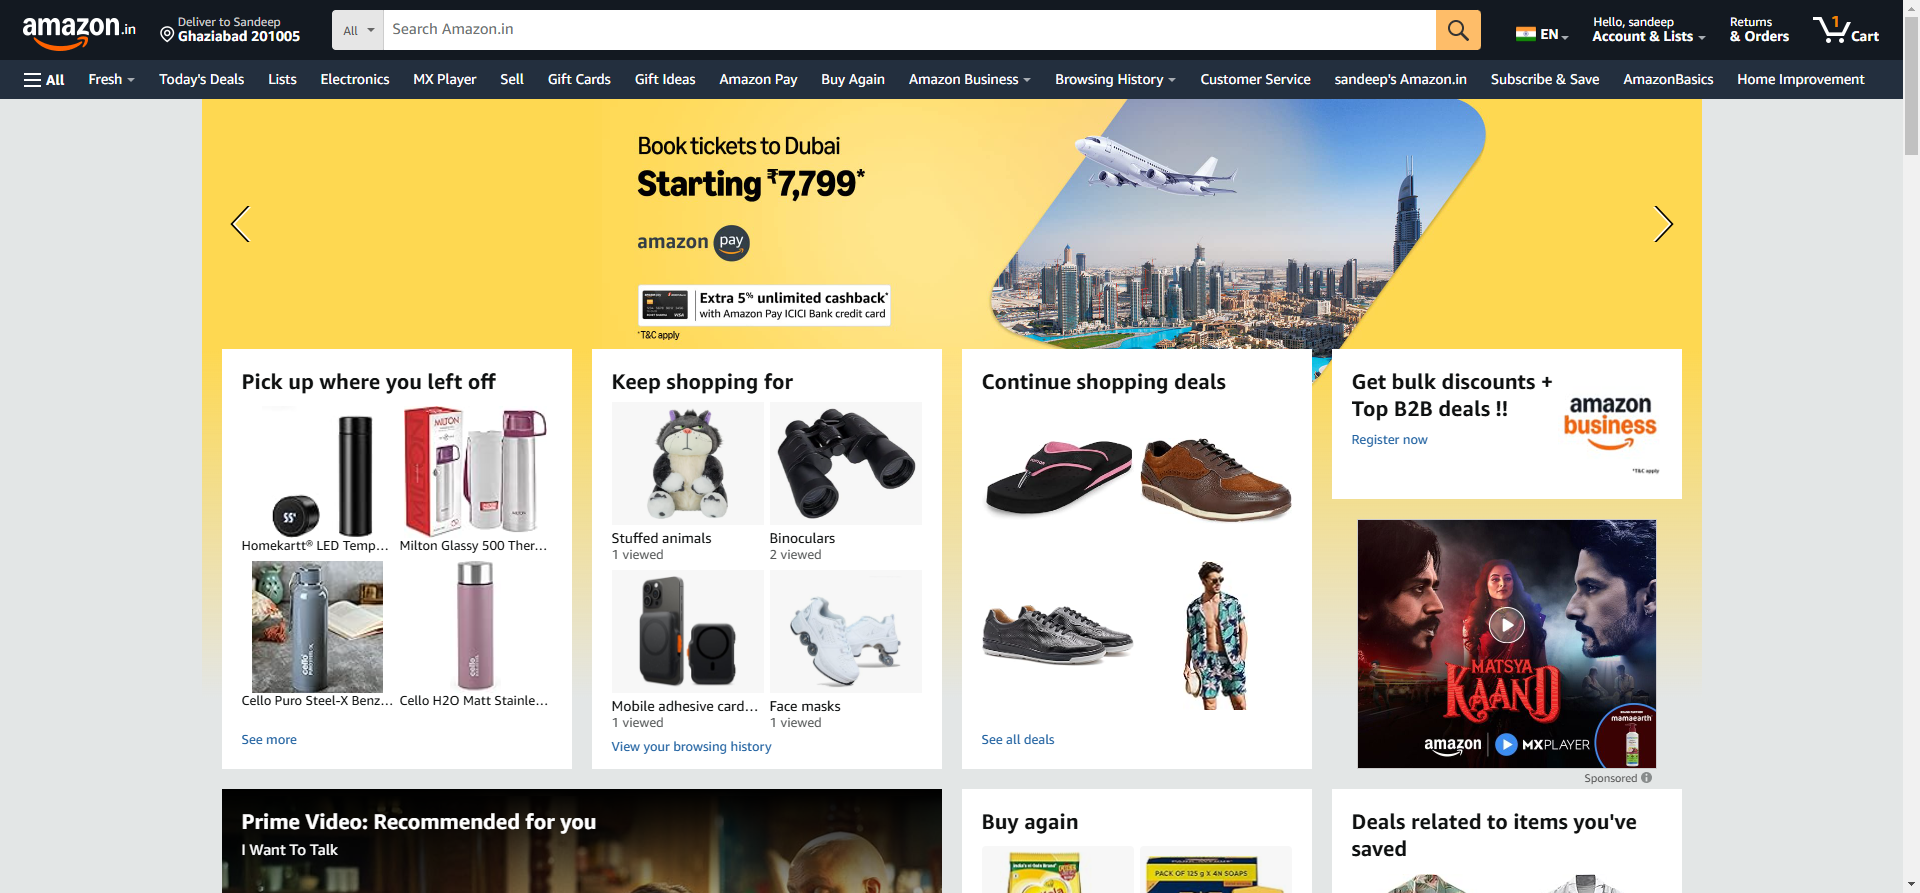 amazon.in
Deliver to Sandeep
Ghaziabad 201005
All
Search Amazon.in
EN
Hello, sandeep
Account & Lists
Returns
& Orders
1
Cart
All
Fresh
Today's Deals
Lists
Electronics
MX Player
Sell
Gift Cards
Gift Ideas
Amazon Pay
Buy Again
Amazon Business
Browsing History
Customer Service
sandeep's Amazon.in
Subscribe & Save
AmazonBasics
Home Improvement
Book tickets to Dubai
Starting ₹7,799*
amazon pay
Extra 5% unlimited cashback*
with Amazon Pay ICICI Bank credit card
VISA
*T&C apply
Pick up where you left off
MILTON
MILTON
Homekartt® LED Temp...
Milton Glassy 500 Ther...
cello
cello
Cello Puro Steel-X Benz...
Cello H2O Matt Stainle...
See more
Keep shopping for
Stuffed animals
1 viewed
Binoculars
2 viewed
Mobile adhesive card...
1 viewed
Face masks
1 viewed
View your browsing history
Continue shopping deals
See all deals
Get bulk discounts +
Top B2B deals !!
Register now
amazon
business
*T&C apply
MATSYA
KAAND
mamaearth
amazon
MXPLAYER
Sponsored
Prime Video: Recommended for you
I Want To Talk
Buy again
PACK OF 125 g X 4N SOAPS
Deals related to items you've
saved